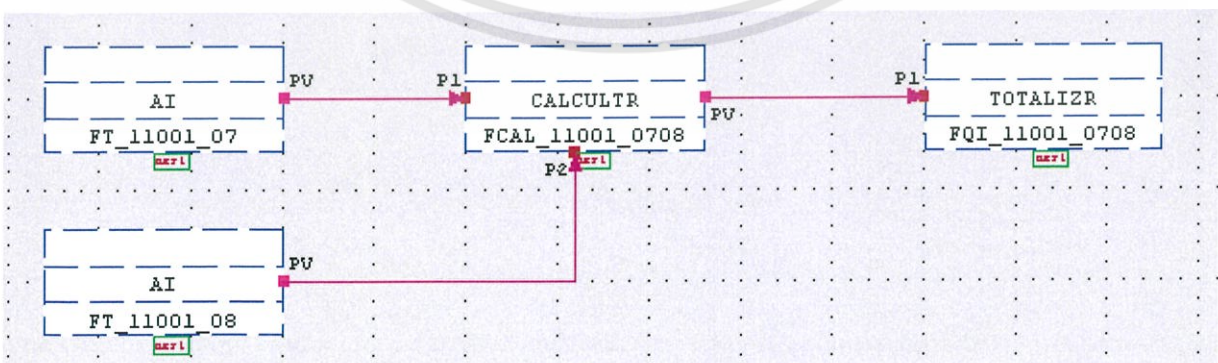 PV
P1
P1
AI
CALCULTR
TOTALIZR
PV
FT_11001_07
FCAL_11001_0708
FQI_11001_0708
P2
PV
AI
FT_11001_08